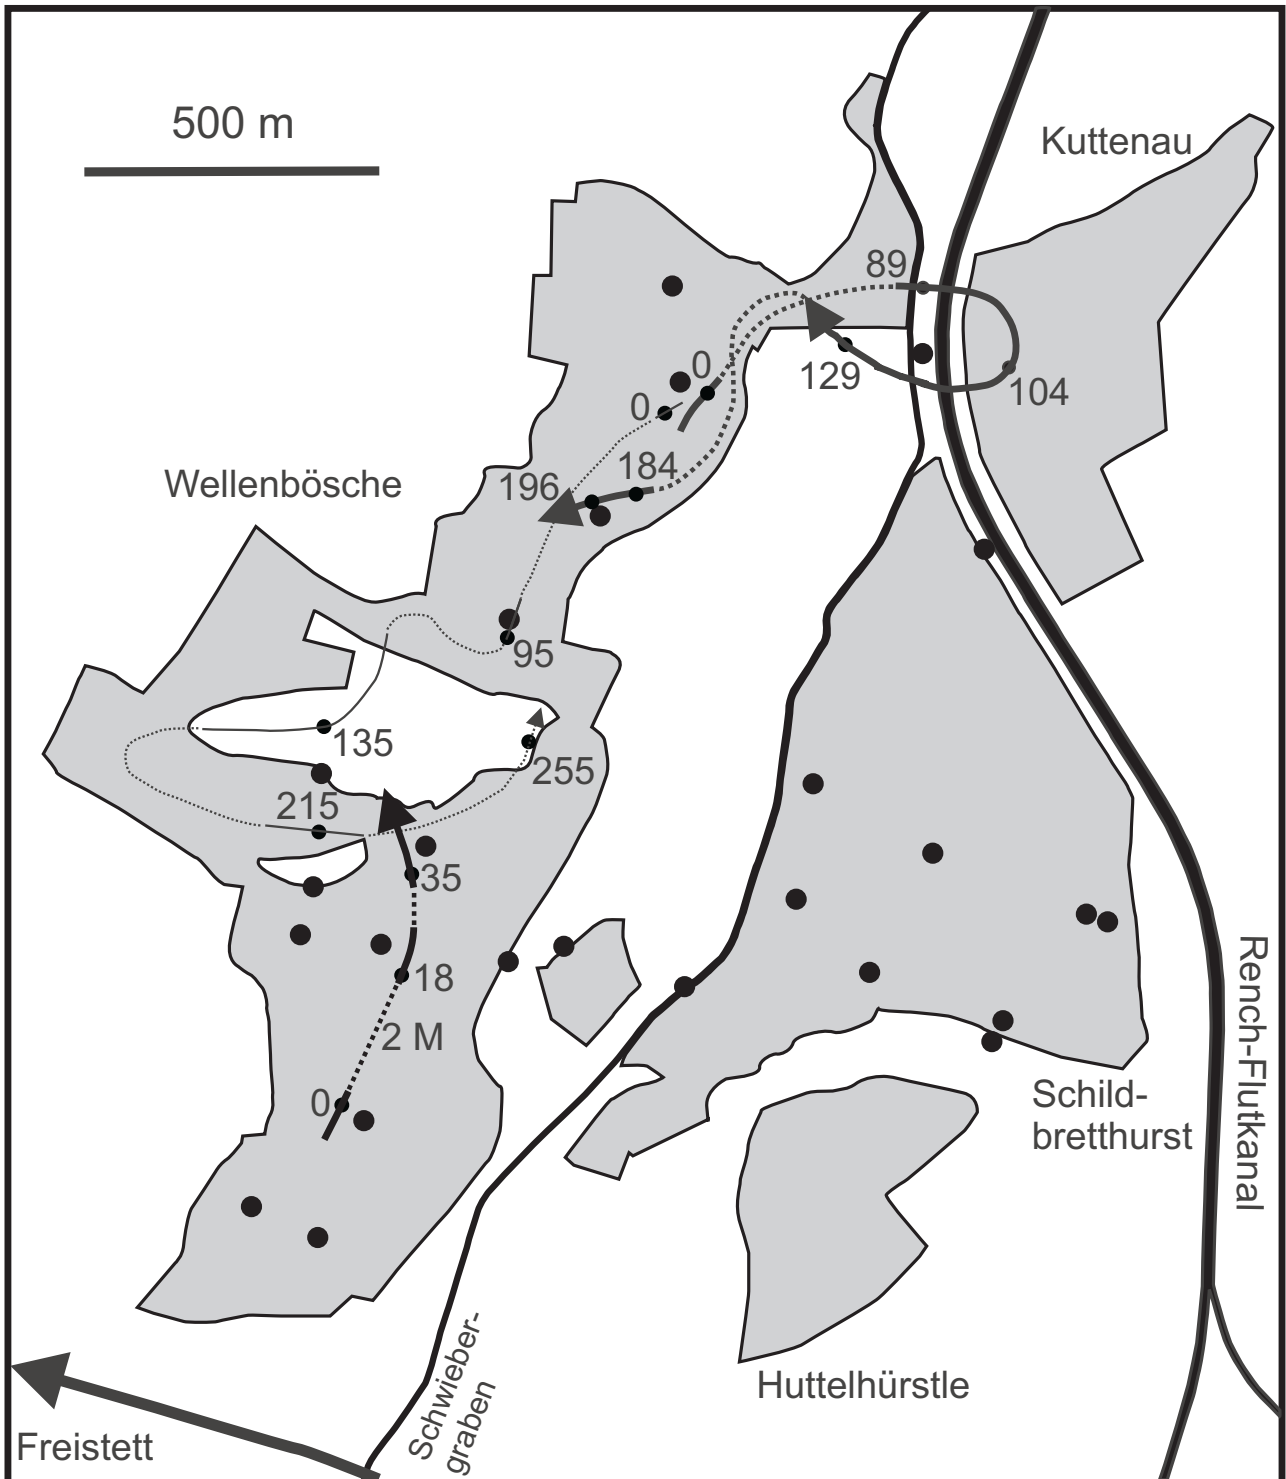 500 m
Kuttenau
89
0
0
129
104
184
196
Wellenbösche
95
135
255
215
35
18
2 M
0
Schild-
bretthurst
Rench-Flutkanal
Schwieber-
graben
Huttelhürstle
Freistett